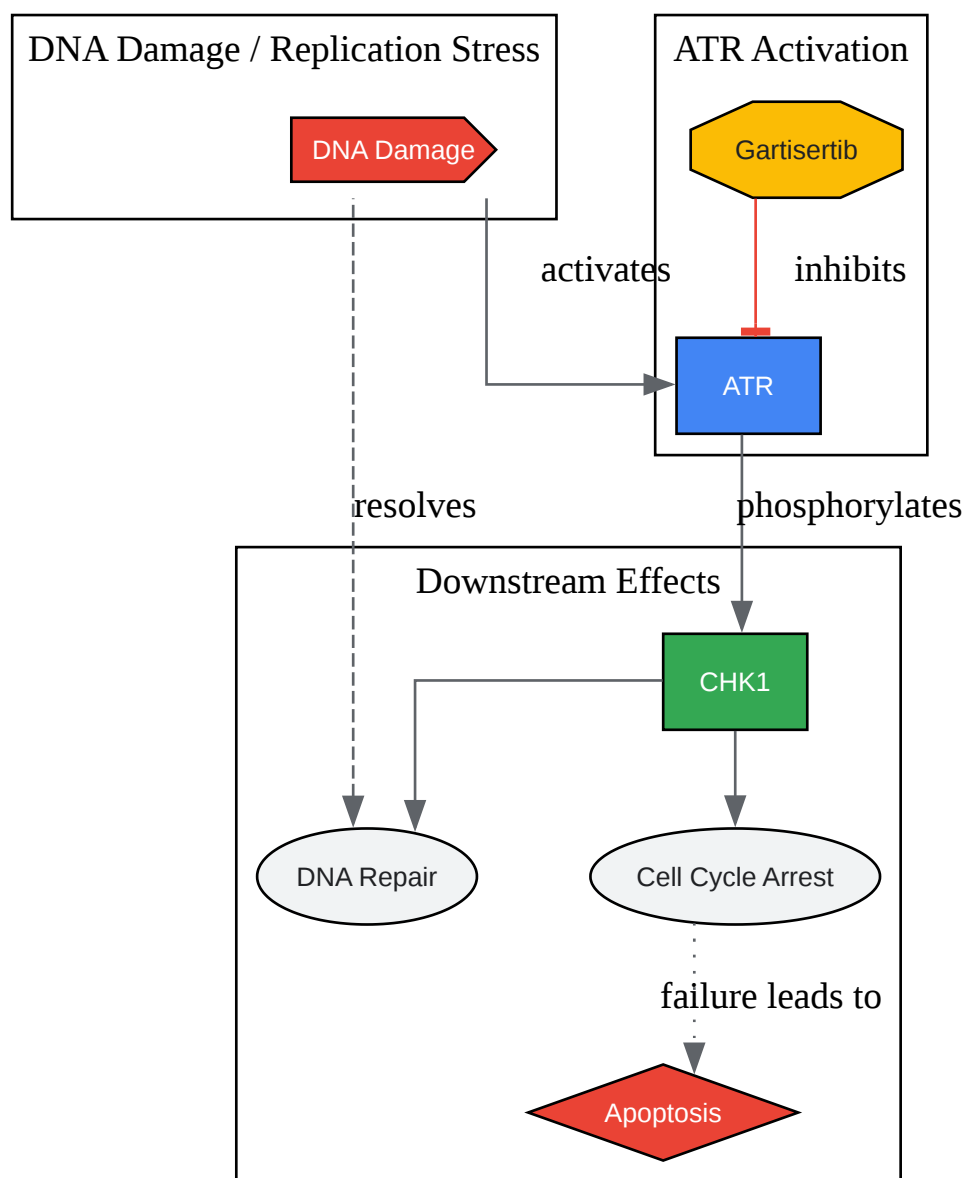 DNA Damage / Replication Stress
ATR Activation
DNA Damage
Gartisertib
activates
inhibits
ATR
resolves
phosphorylates
Downstream Effects
CHK1
DNA Repair
Cell Cycle Arrest
failure leads to
Apoptosis